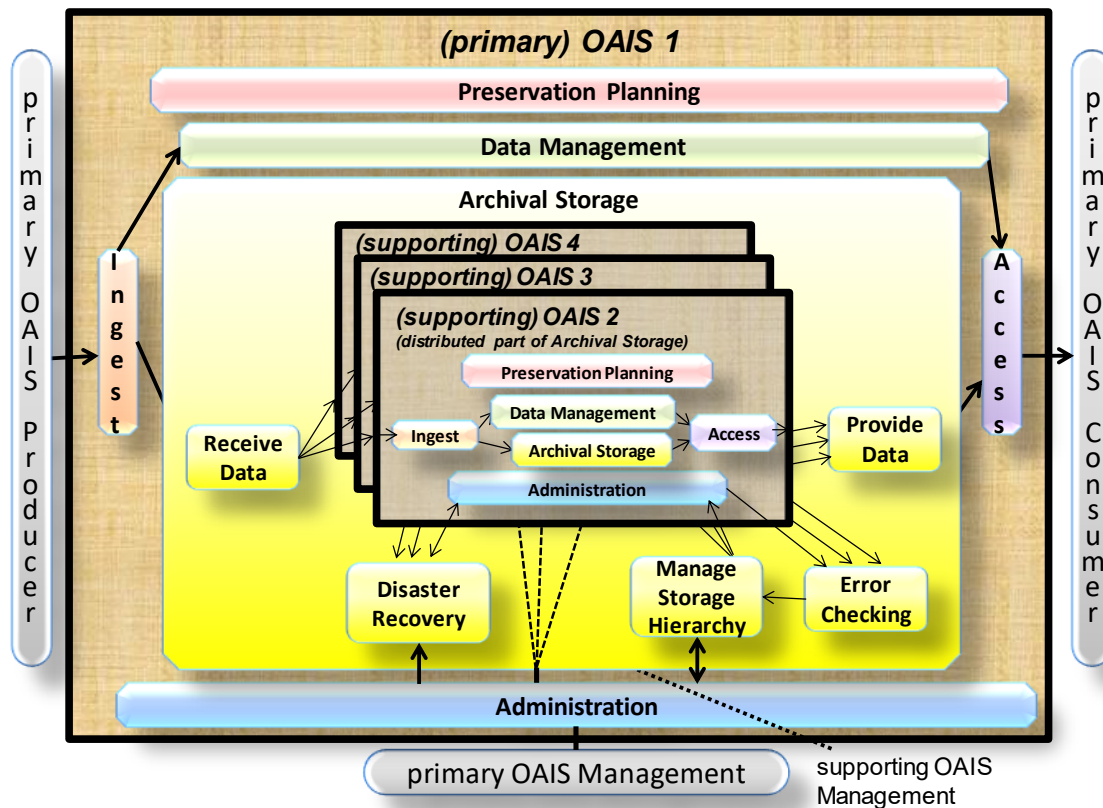 (primary) OAIS 1
Preservation Planning
Data Management
primary OAIS Producer
Ingest
Archival Storage
(supporting) OAIS 4
(supporting) OAIS 3
(supporting) OAIS 2
(distributed part of Archival Storage)
Preservation Planning
Data Management
Ingest
Archival Storage
Access
Administration
Receive
Data
Provide
Data
Disaster
Recovery
Manage
Storage
Hierarchy
Error
Checking
Access
primary OAIS Consumer
Administration
primary OAIS Management
supporting OAIS
Management